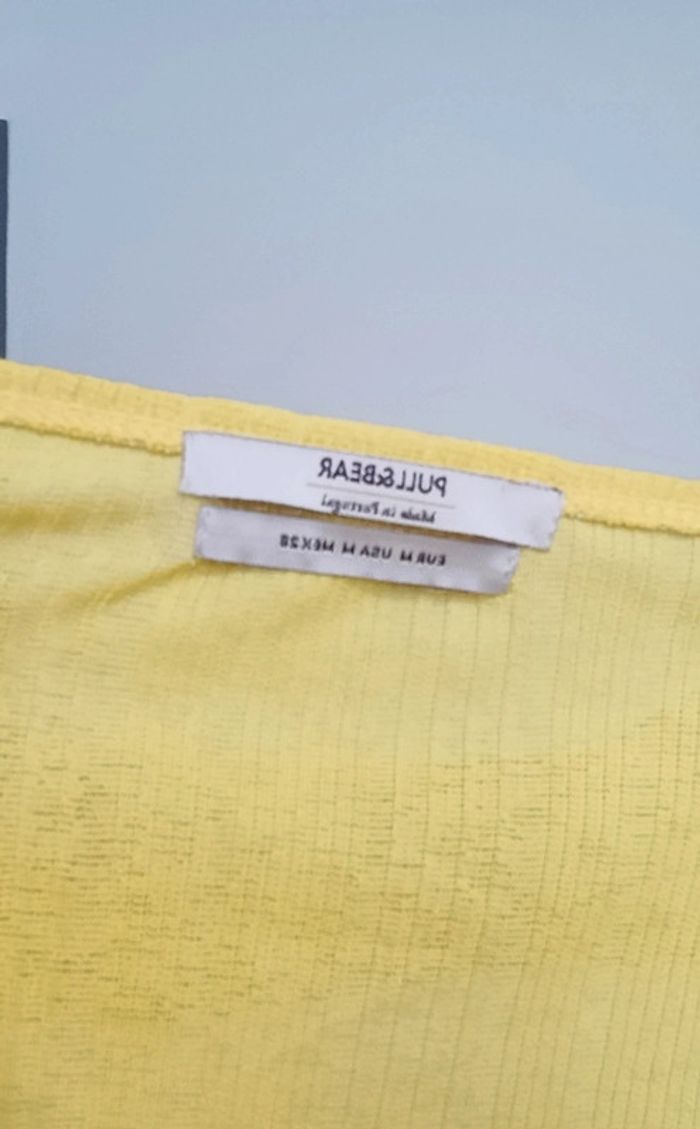 PULL&BEAR
Made in Portugal
EUR M USA M MEX 28